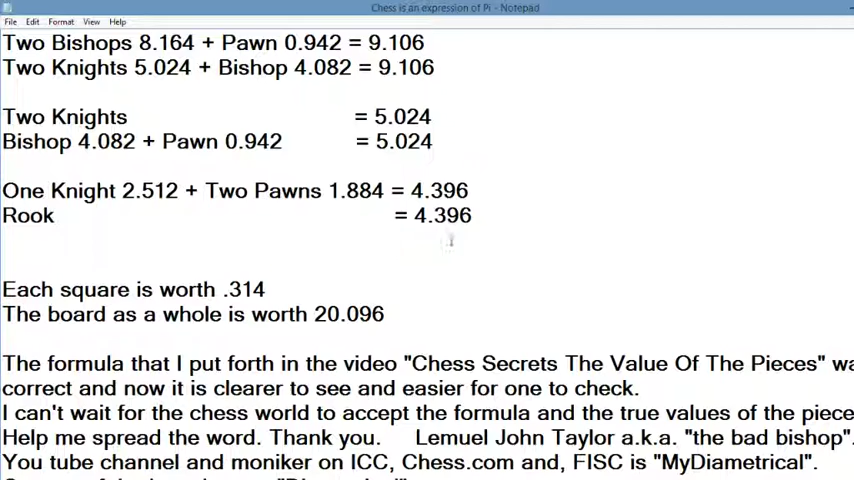 Chess is an expression of Pi - Notepad
File Edit Format View Help
Two Bishops 8.164 + Pawn 0.942 = 9.106
Two Knights 5.024 + Bishop 4.082 = 9.106
Two Knights = 5.024
Bishop 4.082 + Pawn 0.942 = 5.024
One Knight 2.512 + Two Pawns 1.884 = 4.396
Rook = 4.396
Each square is worth .314
The board as a whole is worth 20.096
The formula that I put forth in the video "Chess Secrets The Value Of The Pieces" wa
correct and now it is clearer to see and easier for one to check.
I can't wait for the chess world to accept the formula and the true values of the piece
Help me spread the word. Thank you. Lemuel John Taylor a.k.a. "the bad bishop".
You tube channel and moniker on ICC, Chess.com and, FISC is "MyDiametrical".